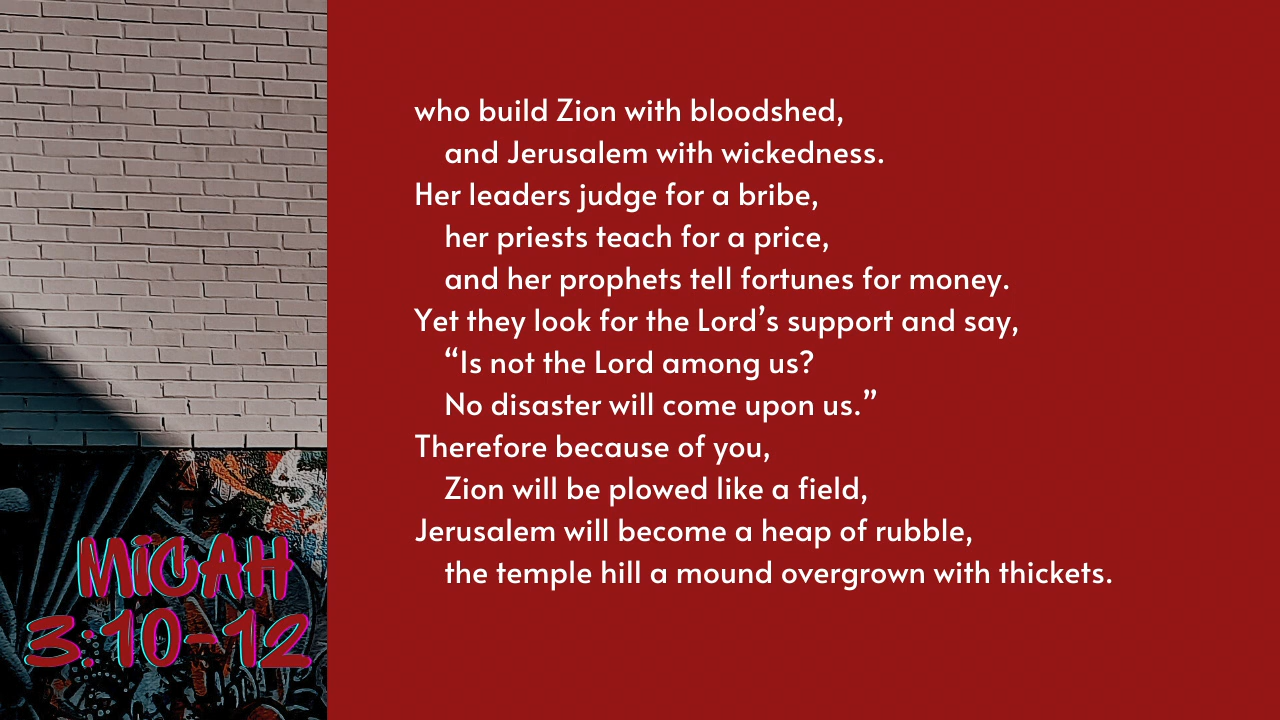 who build Zion with bloodshed,
and Jerusalem with wickedness.
Her leaders judge for a bribe,
her priests teach for a price,
and her prophets tell fortunes for money.
Yet they look for the Lord’s support and say,
“Is not the Lord among us?
No disaster will come upon us.”
Therefore because of you,
Zion will be plowed like a field,
Jerusalem will become a heap of rubble,
the temple hill a mound overgrown with thickets.
MiCAH
3:10-12